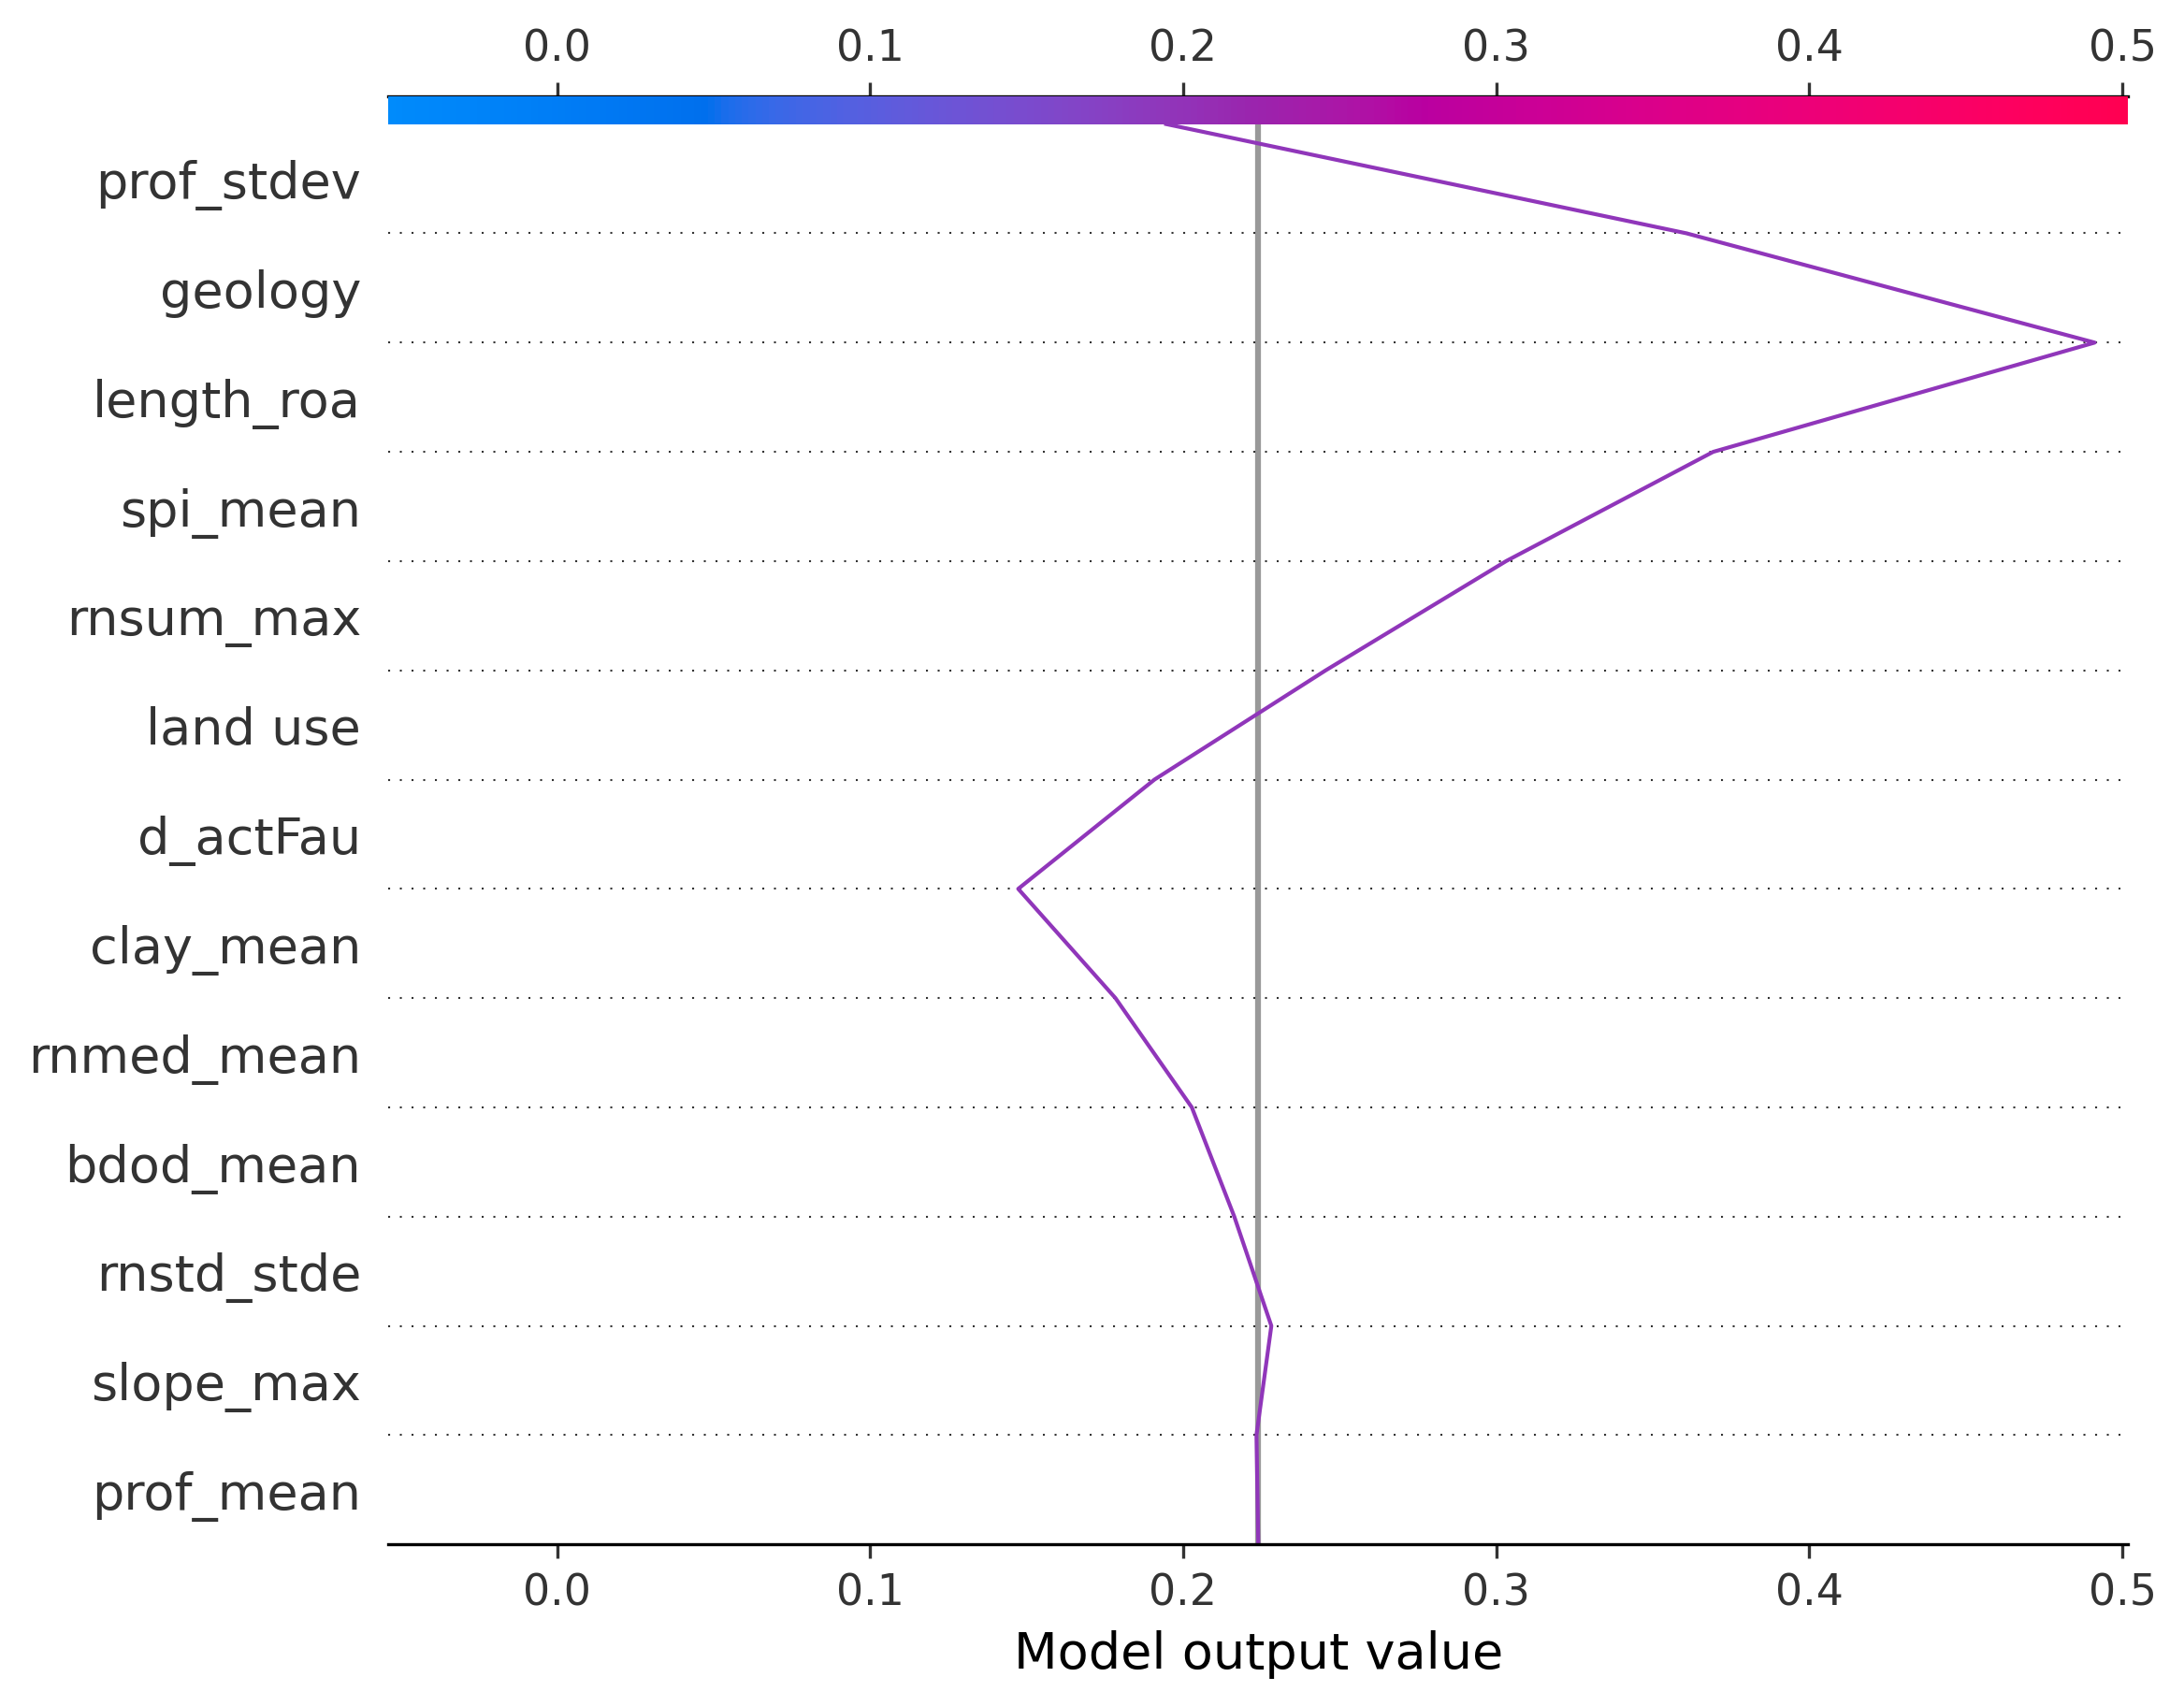 0.0 0.1 0.2 0.3 0.4 0.5
prof_stdev
geology
length_roa
spi_mean
rnsum_max
land use
d_actFau
clay_mean
rnmed_mean
bdod_mean
rnstd_stde
slope_max
prof_mean
0.0 0.1 0.2 0.3 0.4 0.5
Model output value